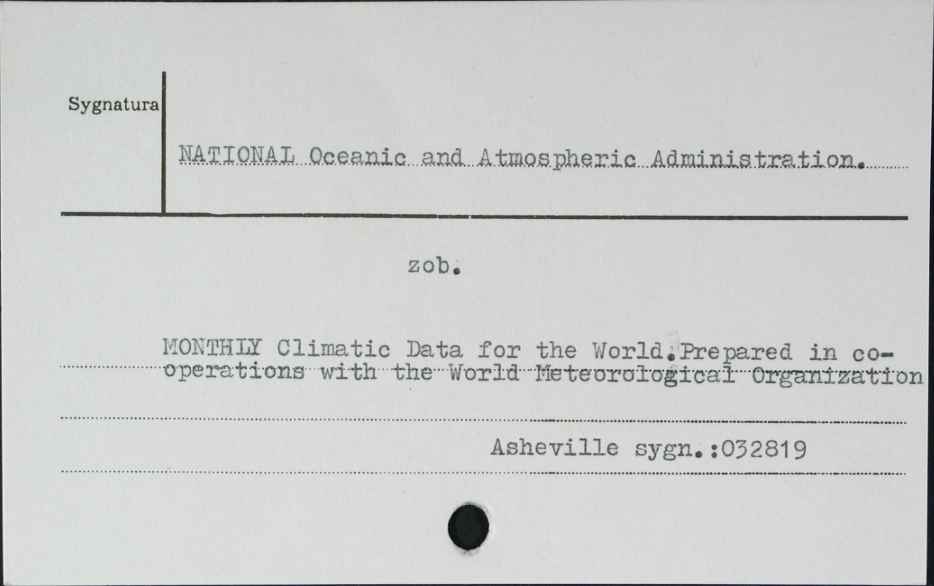 Sygnatura
NATIONAL Oceanic and Atmospheric Administration.
zob.
MONTHLY Climatic Data for the World.Prepared in co-
operations with the World Meteorological Organization
Asheville sygn.:032819